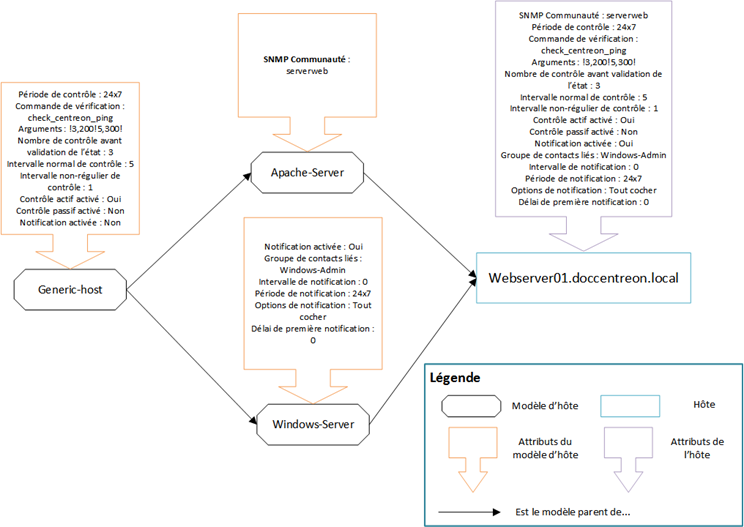 Période de contrôle : 24x7
Commande de vérification :
check_centreon_ping
Arguments : !3,200!5,300!
Nombre de contrôle avant
validation de l'état : 3
Intervalle normal de contrôle : 5
Intervalle non-régulier de
contrôle : 1
Contrôle actif activé : Oui
Contrôle passif activé : Non
Notification activée : Non
Generic-host
SNMP Communauté :
serverweb
Apache-Server
Notification activée : Oui
Groupe de contacts liés :
Windows-Admin
Intervalle de notification : 0
Période de notification : 24x7
Options de notification : Tout
cocher
Délai de première notification :
0
Windows-Server
SNMP Communauté : serverweb
Période de contrôle : 24x7
Commande de vérification :
check_centreon_ping
Arguments : !3,200!5,300!
Nombre de contrôle avant validation de
l'état : 3
Intervalle normal de contrôle : 5
Intervalle non-régulier de contrôle : 1
Contrôle actif activé : Oui
Contrôle passif activé : Non
Notification activée : Oui
Groupe de contacts liés : Windows-Admin
Intervalle de notification : 0
Période de notification : 24x7
Options de notification : Tout cocher
Délai de première notification : 0
Webserver01.doccentreon.local
Légende
Modèle d'hôte
Hôte
Attributs du
modèle d'hôte
Attributs de
l'hôte
Est le modèle parent de...